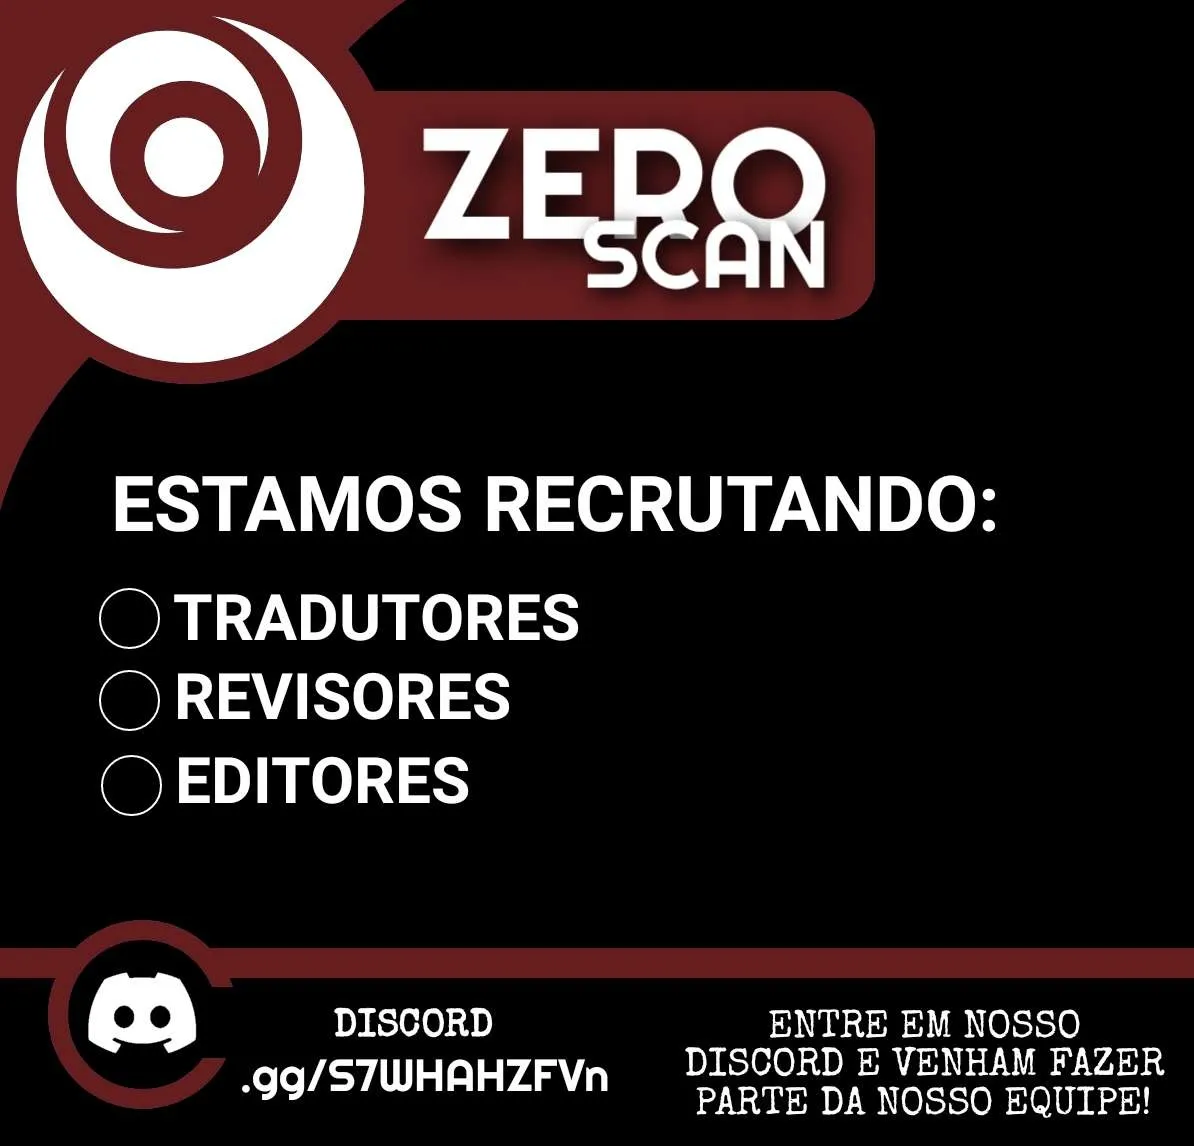 ZERO
SCAN
ESTAMOS RECRUTANDO:
TRADUTORES
REVISORES
EDITORES
DISCORD
.gg/S7WHAHZFVn
ENTRE EM NOSSO
DISCORD E VENHAM FAZER
PARTE DA NOSSO EQUIPE!